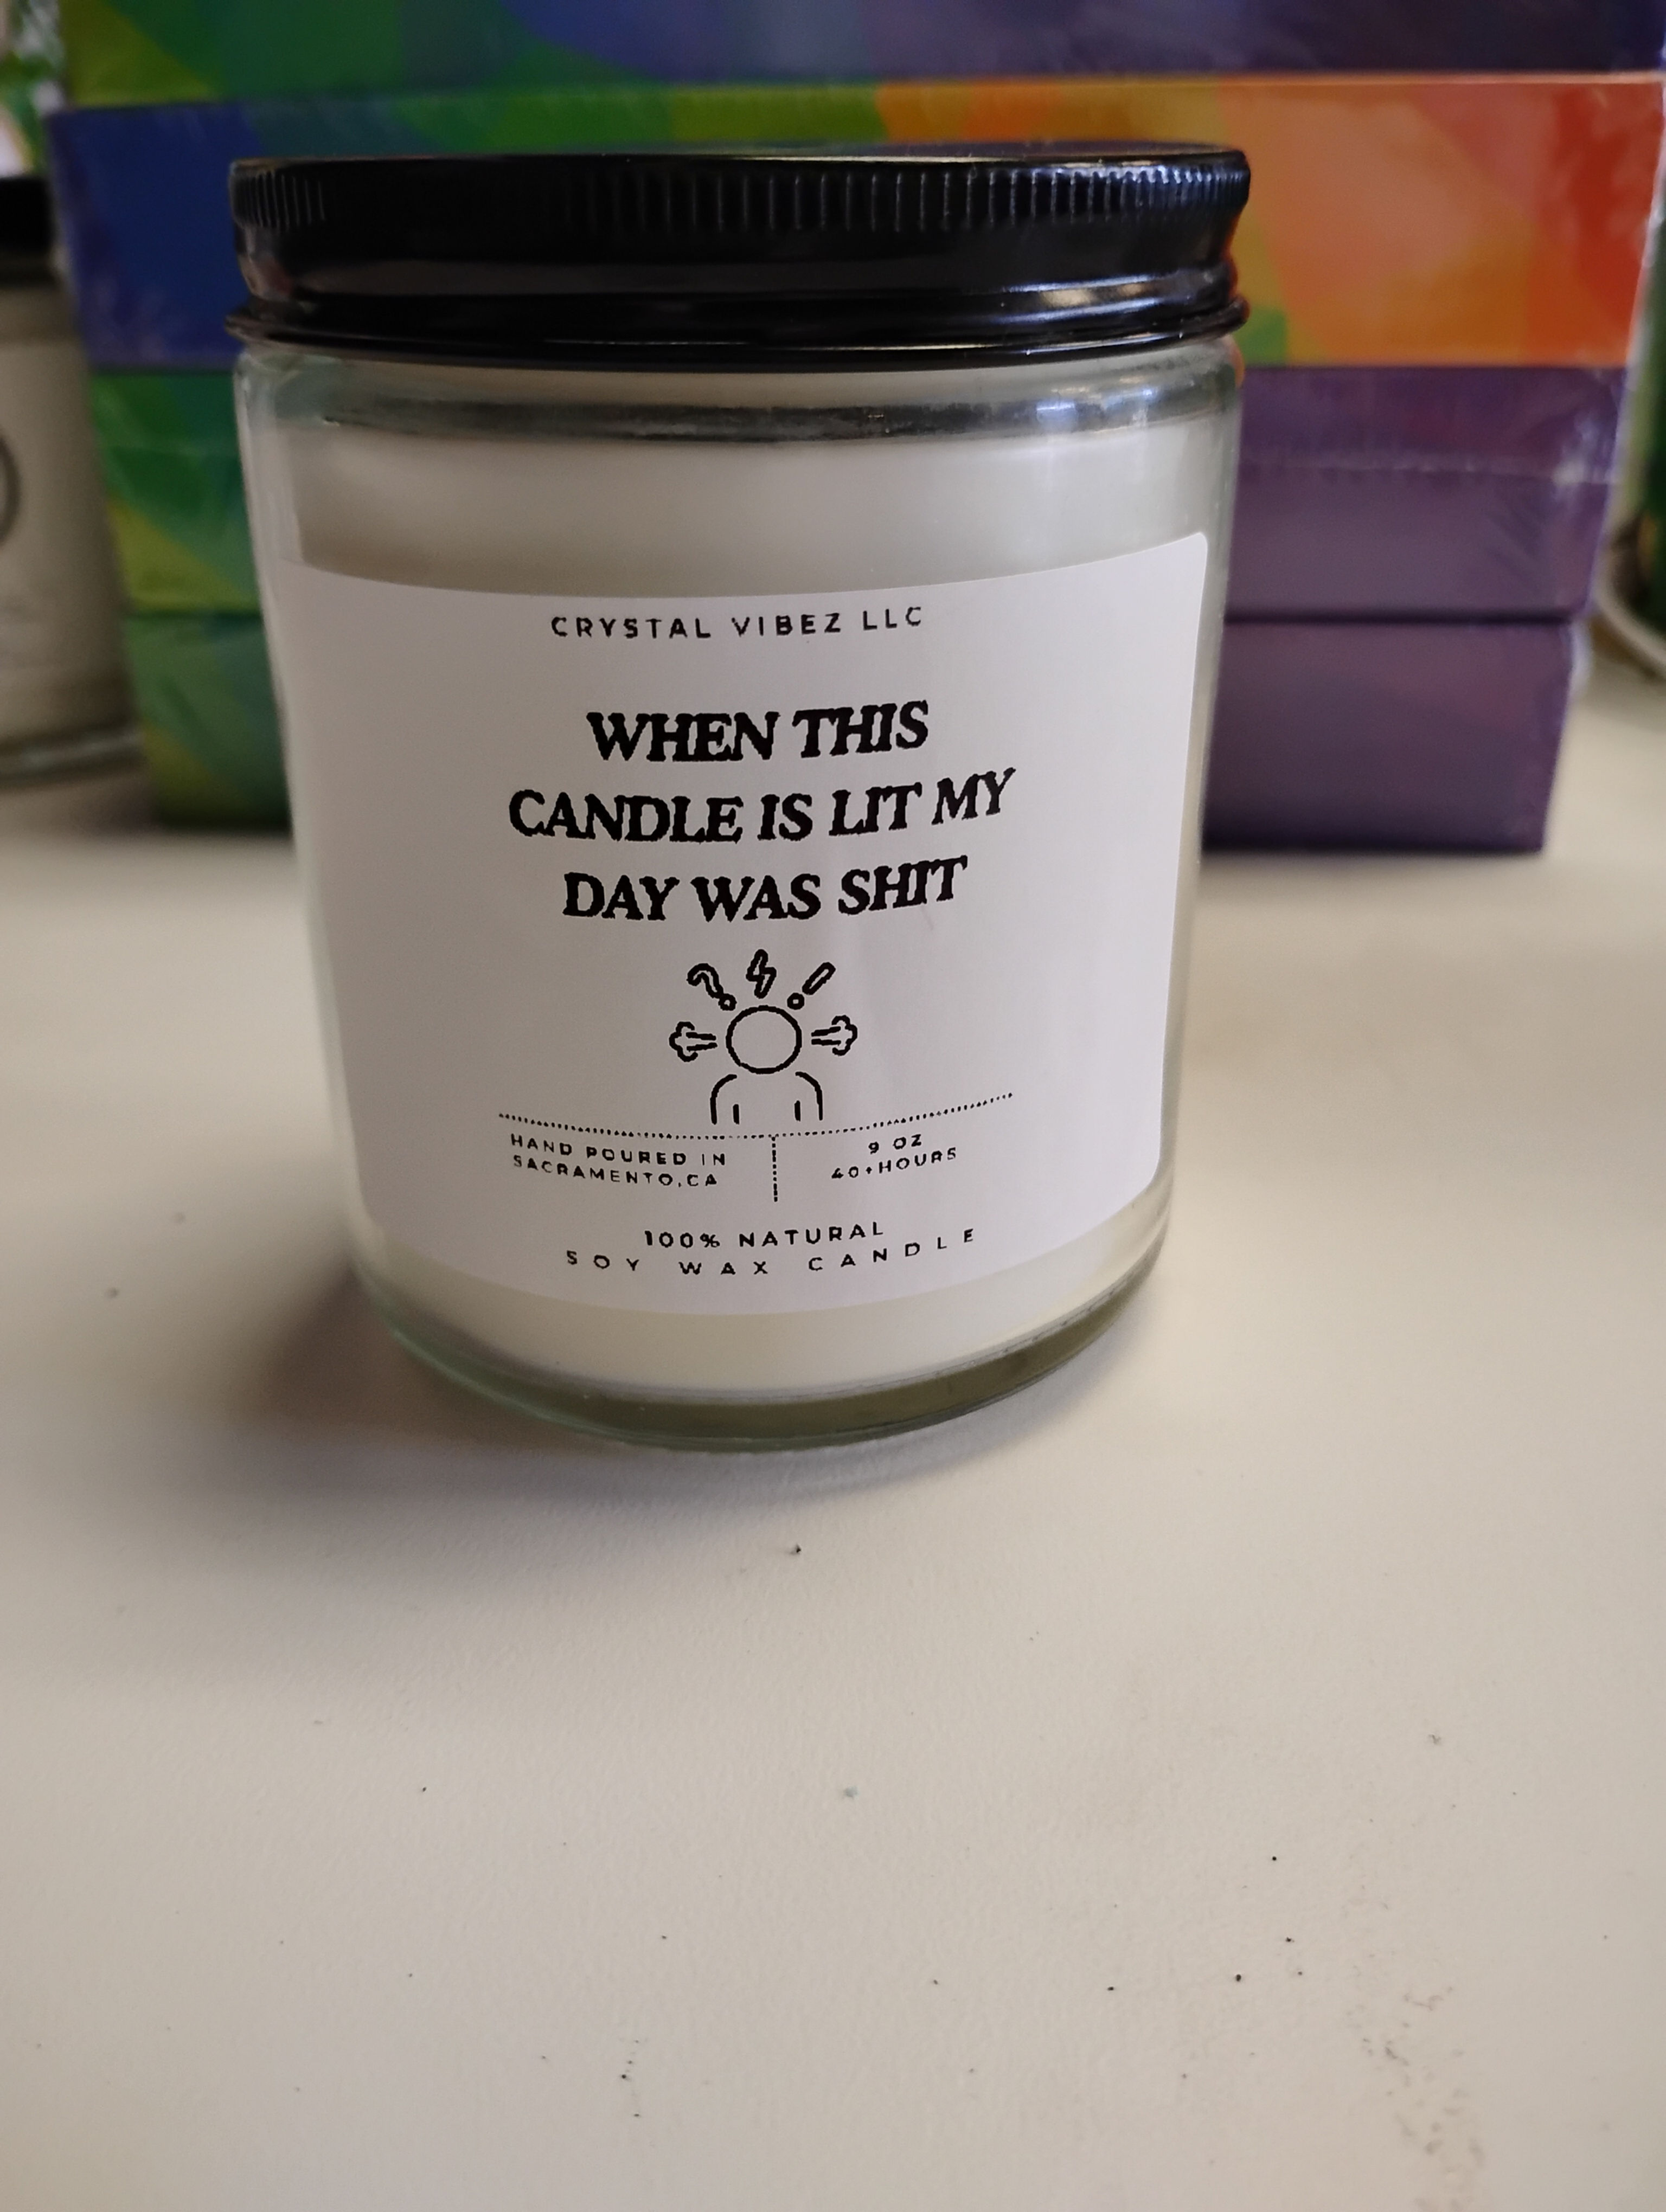 CRYSTAL VIBEZ LLC
WHEN THIS
CANDLE IS LIT MY
DAY WAS SHIT
HAND POURED IN
SACRAMENTO,CA
9 OZ
40+HOURS
100% NATURAL
SOY WAX CANDLE